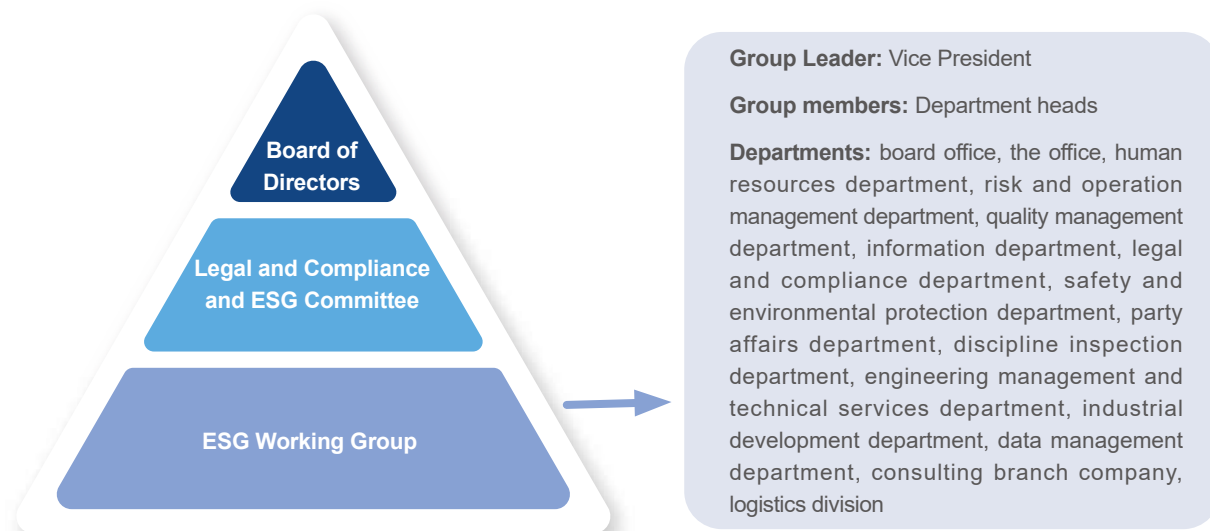 Board of
Directors
Legal and Compliance
and ESG Committee
ESG Working Group
Group Leader: Vice President
Group members: Department heads
Departments: board office, the office, human
resources department, risk and operation
management department, quality management
department, information department, legal
and compliance department, safety and
environmental protection department, party
affairs department, discipline inspection
department, engineering management and
technical services department, industrial
development department, data management
department, consulting branch company,
logistics division